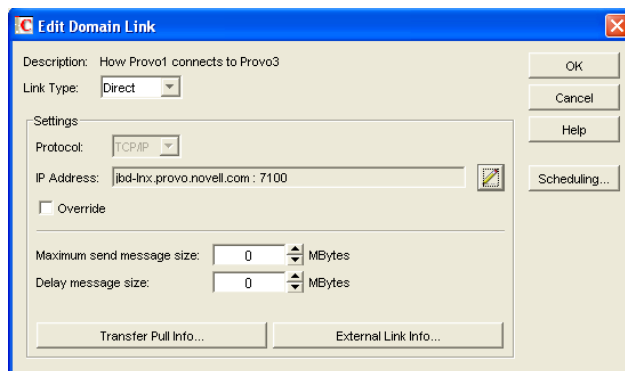 Edit Domain Link
Description: How Provo1 connects to Provo3
Link Type: Direct
OK
Cancel
Help
Scheduling...
Settings
Protocol: TCP/IP
IP Address: jbd-lnx.provo.novell.com : 7100
Override
Maximum send message size: 0 MBytes
Delay message size: 0 MBytes
Transfer Pull Info... External Link Info...